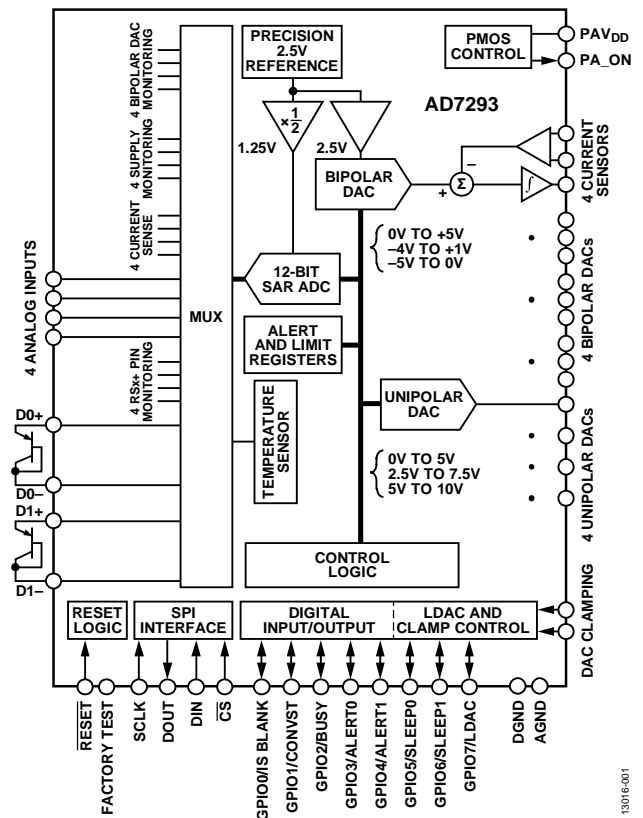 PRECISION
2.5V
REFERENCE
PMOS
CONTROL
PAVDD
PA_ON
AD7293
4 BIPOLAR DAC
MONITORING
4 SUPPLY
MONITORING
4 CURRENT
SENSE
4 RSx+ PIN
MONITORING
MUX
×1/2
1.25V
2.5V
BIPOLAR
DAC
+
−
Σ
∫
4 CURRENT
SENSORS
0V TO +5V
−4V TO +1V
−5V TO 0V
12-BIT
SAR ADC
4 BIPOLAR DACs
4 ANALOG INPUTS
ALERT
AND LIMIT
REGISTERS
TEMPERATURE
SENSOR
UNIPOLAR
DAC
0V TO 5V
2.5V TO 7.5V
5V TO 10V
4 UNIPOLAR DACs
D0+
D0−
D1+
D1−
CONTROL
LOGIC
RESET
LOGIC
SPI
INTERFACE
DIGITAL
INPUT/OUTPUT
LDAC AND
CLAMP CONTROL
DAC CLAMPING
RESET
FACTORY TEST
SCLK
DOUT
DIN
CS
GPIO0/IS BLANK
GPIO1/CONVST
GPIO2/BUSY
GPIO3/ALERT0
GPIO4/ALERT1
GPIO5/SLEEP0
GPIO6/SLEEP1
GPIO7/LDAC
DGND
AGND
13016-001